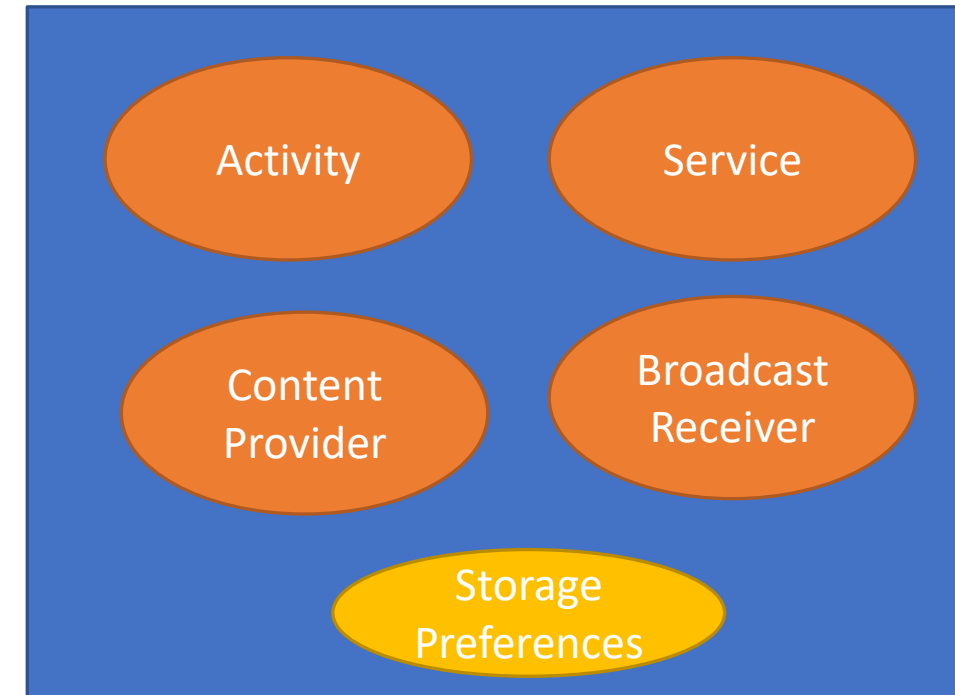 Activity
Service
Content
Provider
Broadcast
Receiver
Storage
Preferences